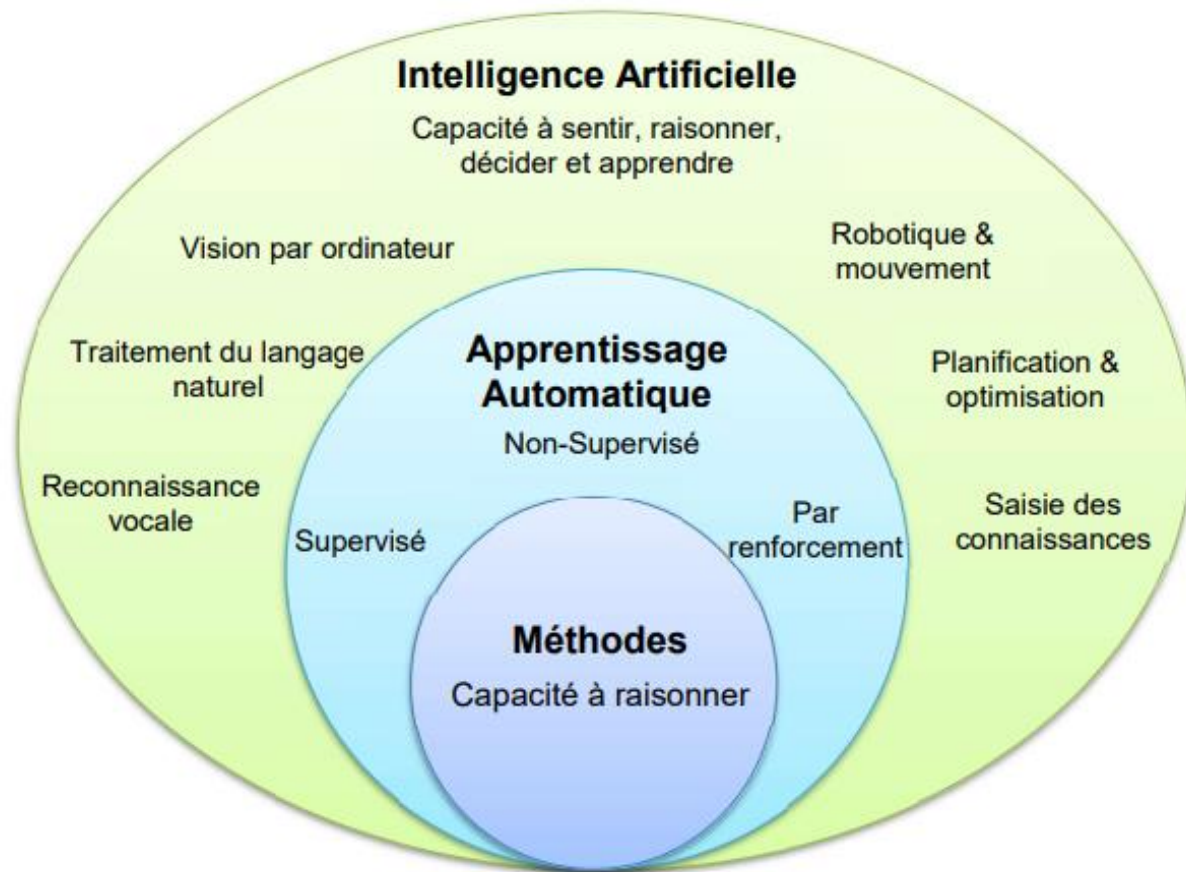 Intelligence Artificielle
Capacité à sentir, raisonner,
décider et apprendre
Vision par ordinateur
Robotique &
mouvement
Traitement du langage
naturel
Apprentissage
Automatique
Non-Supervisé
Planification &
optimisation
Reconnaissance
vocale
Supervisé
Par
renforcement
Saisie des
connaissances
Méthodes
Capacité à raisonner